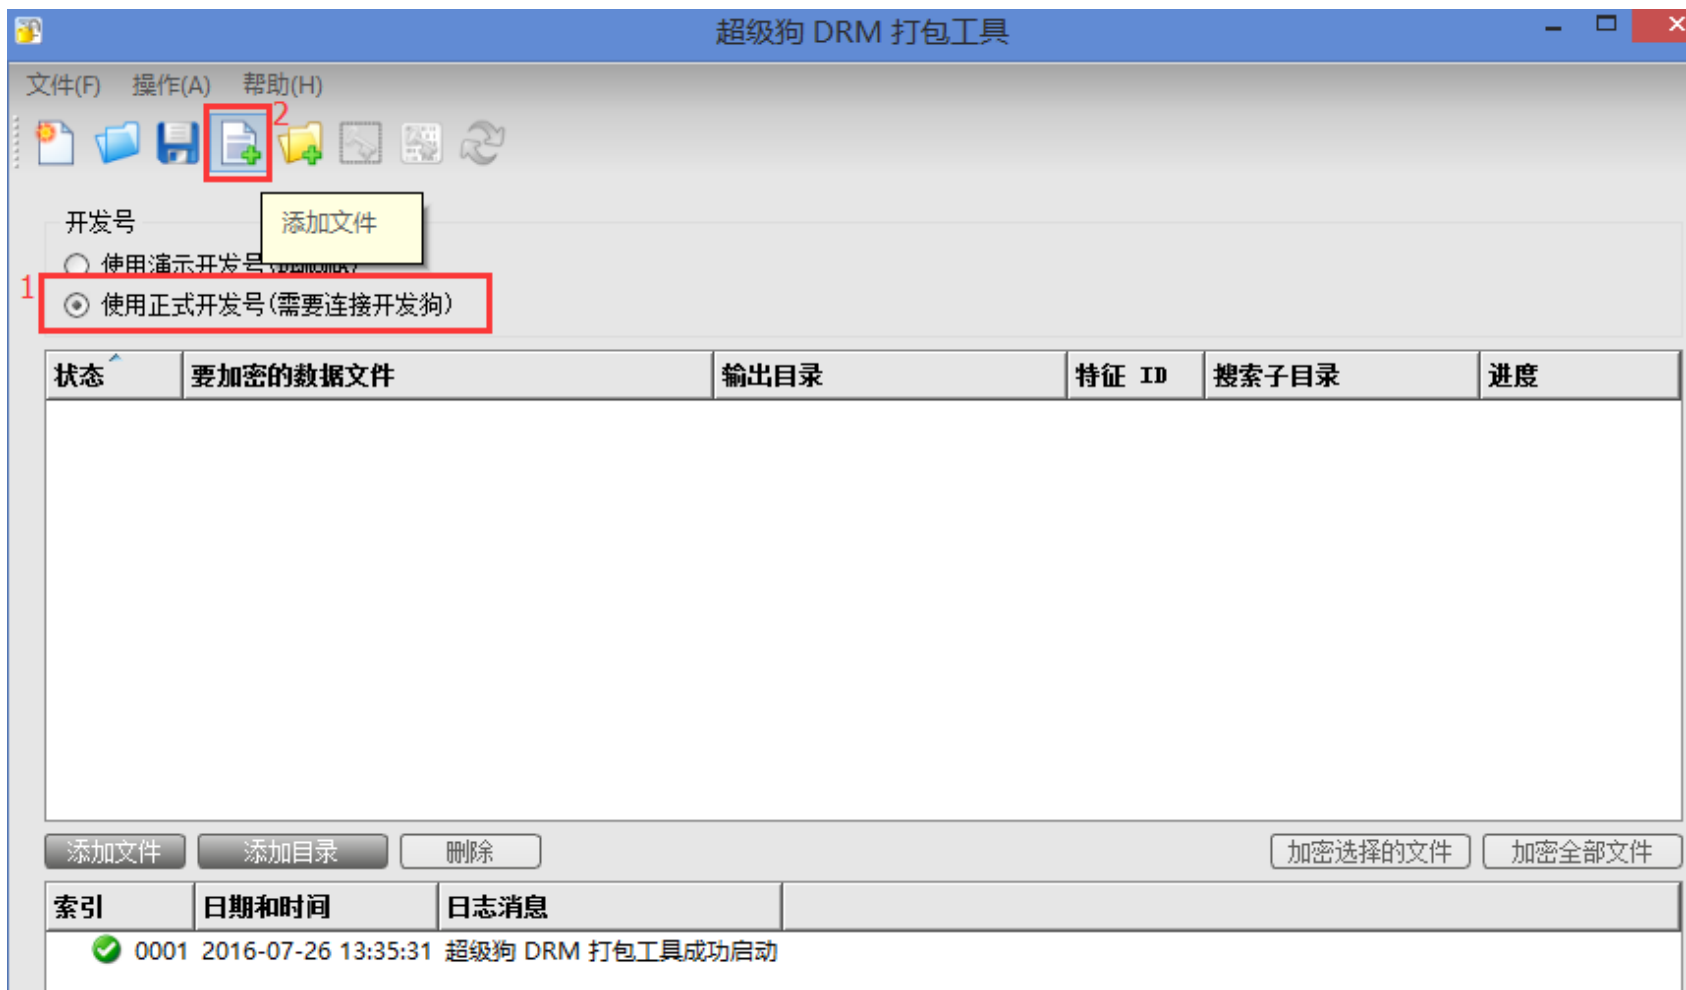 超级狗 DRM 打包工具
文件(F) 操作(A) 帮助(H)
2
添加文件
开发号
使用演示开发号
1
使用正式开发号(需要连接开发狗)
状态 要加密的数据文件 输出目录 特征 ID 搜索子目录 进度
添加文件 添加目录 删除 加密选择的文件 加密全部文件
索引 日期和时间 日志消息
0001 2016-07-26 13:35:31 超级狗 DRM 打包工具成功启动